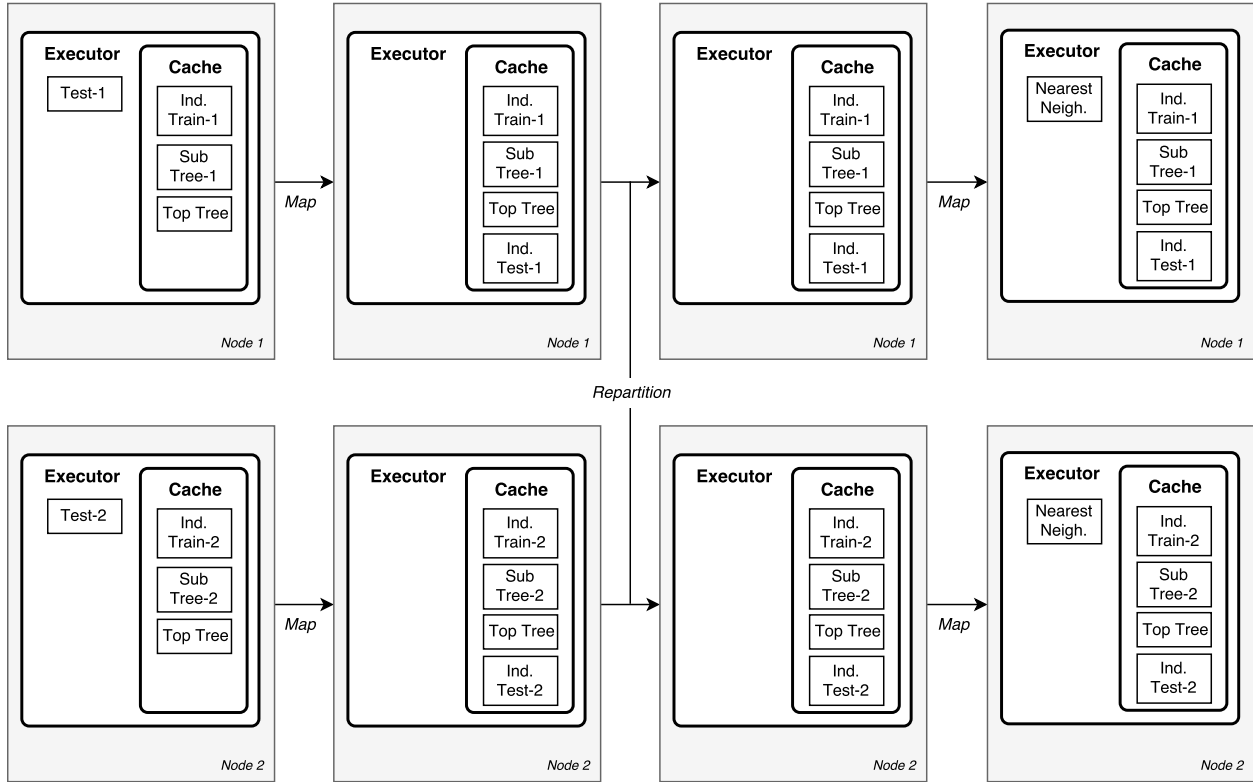 Executor
Test-1
Cache
Ind.
Train-1
Sub
Tree-1
Top Tree
Node 1
Map
Executor
Cache
Ind.
Train-1
Sub
Tree-1
Top Tree
Ind.
Test-1
Node 1
Executor
Cache
Ind.
Train-1
Sub
Tree-1
Top Tree
Ind.
Test-1
Node 1
Map
Executor
Nearest
Neigh.
Cache
Ind.
Train-1
Sub
Tree-1
Top Tree
Ind.
Test-1
Node 1
Repartition
Executor
Test-2
Cache
Ind.
Train-2
Sub
Tree-2
Top Tree
Node 2
Map
Executor
Cache
Ind.
Train-2
Sub
Tree-2
Top Tree
Ind.
Test-2
Node 2
Executor
Cache
Ind.
Train-2
Sub
Tree-2
Top Tree
Ind.
Test-2
Node 2
Map
Executor
Nearest
Neigh.
Cache
Ind.
Train-2
Sub
Tree-2
Top Tree
Ind.
Test-2
Node 2